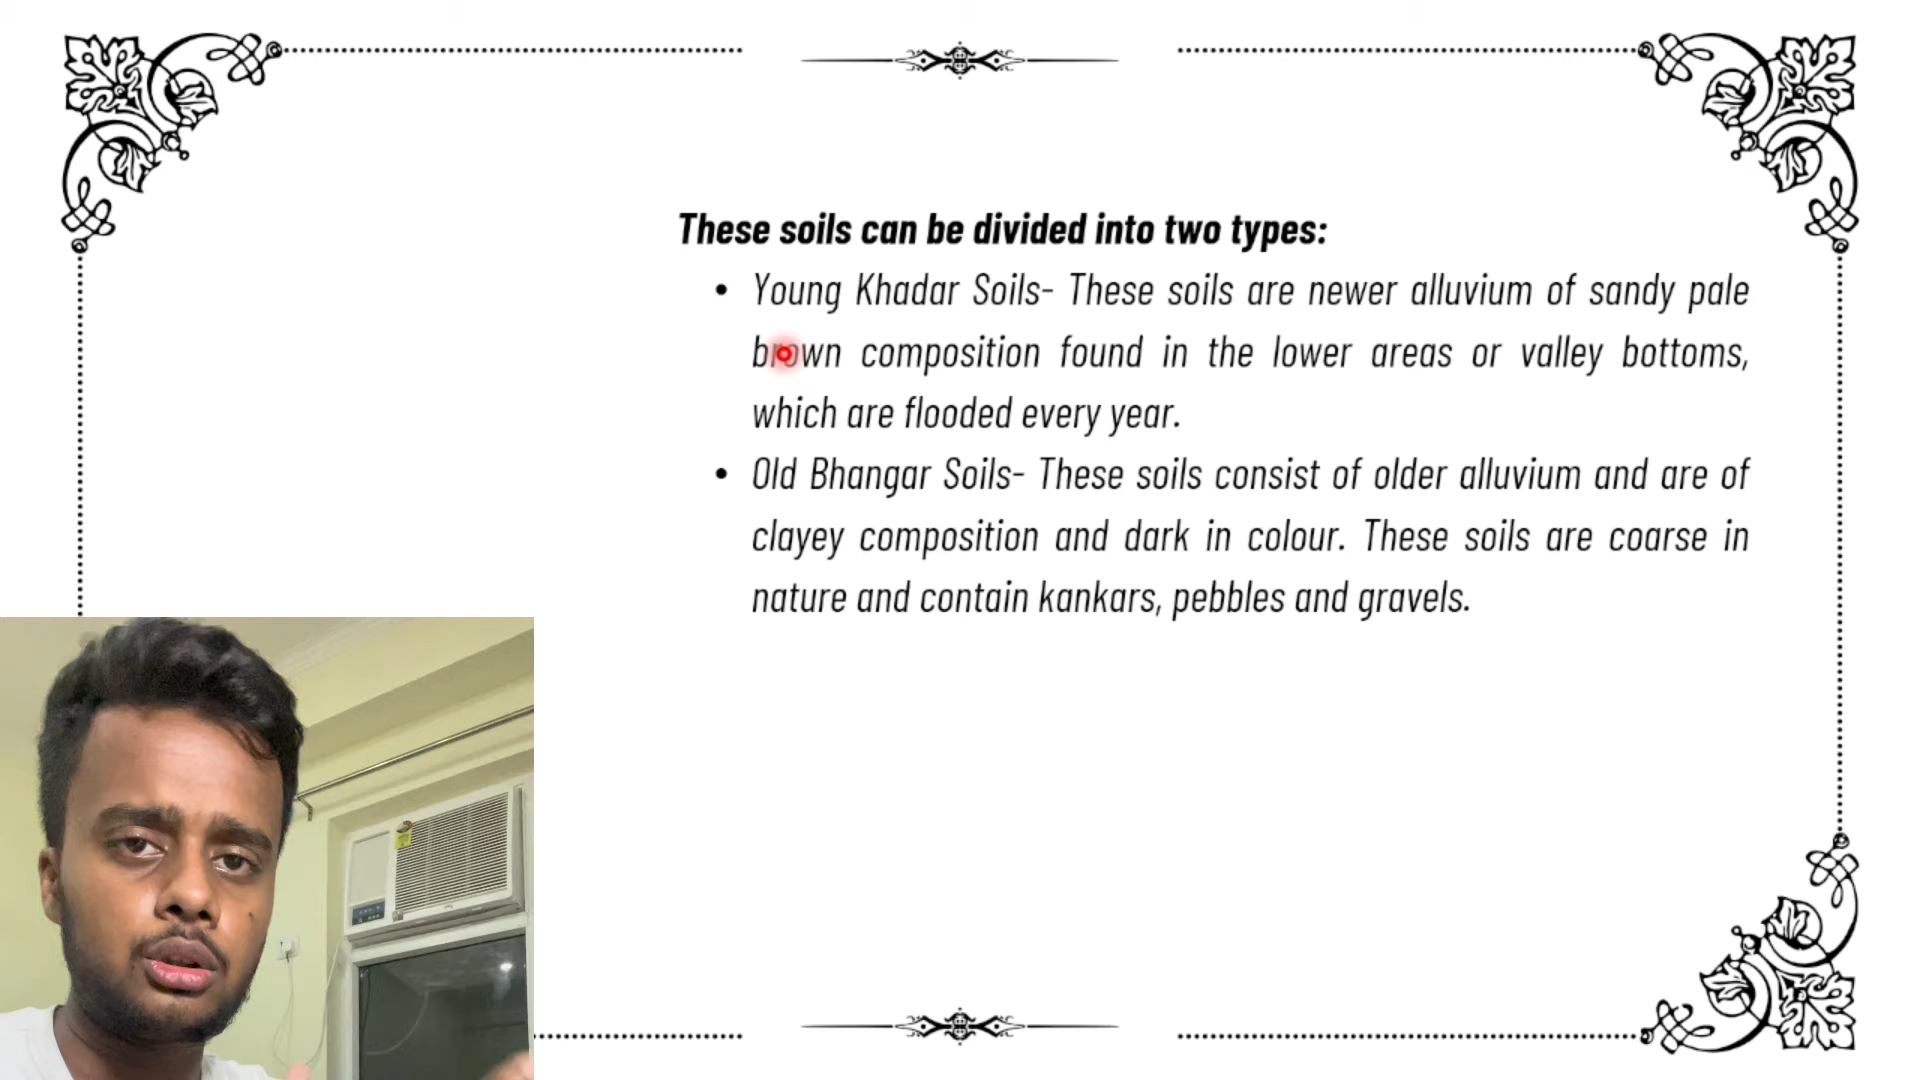 These soils can be divided into two types:
• Young Khadar Soils- These soils are newer alluvium of sandy pale
brown composition found in the lower areas or valley bottoms,
which are flooded every year.
• Old Bhangar Soils- These soils consist of older alluvium and are of
clayey composition and dark in colour. These soils are coarse in
nature and contain kankars, pebbles and gravels.